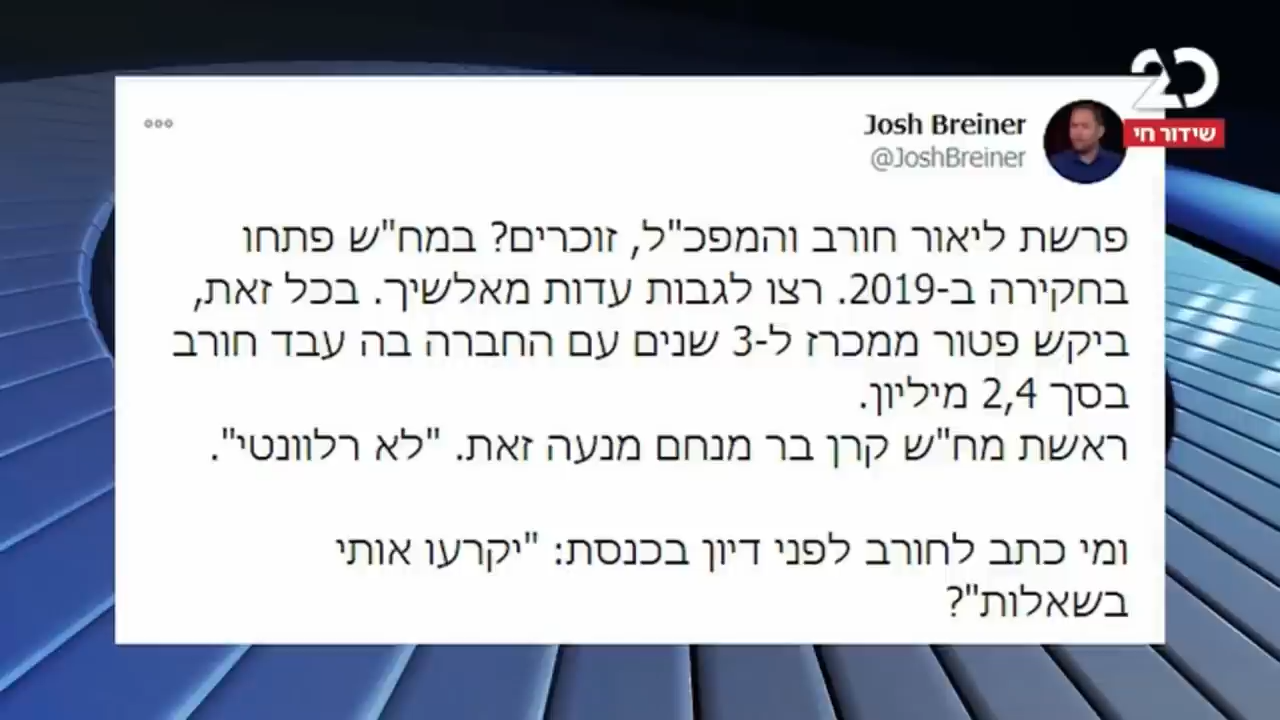 20
שידור חי
Josh Breiner
@JoshBreiner
פרשת ליאור חורב והמפכ"ל, זוכרים? במח"ש פתחו
בחקירה ב-2019. רצו לגבות עדות מאלשיך. בכל זאת,
ביקש פטור ממכרז ל-3 שנים עם החברה בה עבד חורב
בסך 2,4 מיליון.
ראשת מח"ש קרן בר מנחם מנעה זאת. "לא רלוונטי".
ומי כתב לחורב לפני דיון בכנסת: "יקרעו אותי
בשאלות"?